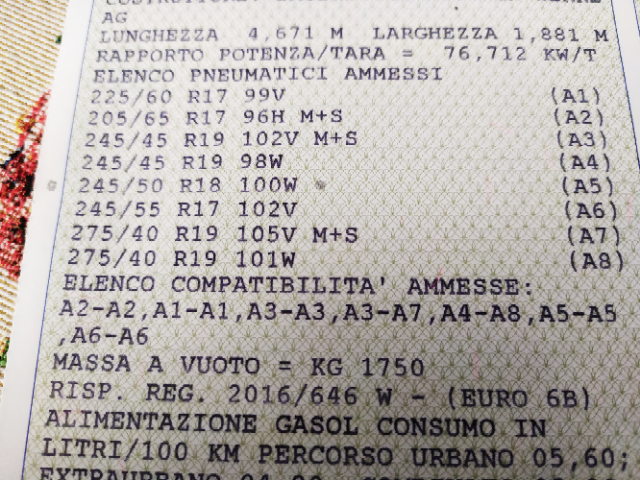 AG
LUNGHEZZA 4,671 M LARGHEZZA 1,881 M
RAPPORTO POTENZA/TARA = 76,712 KW/T
ELENCO PNEUMATICI AMMESSI
225/60 R17 99V (A1)
205/65 R17 96H M+S (A2)
245/45 R19 102V M+S (A3)
245/45 R19 98W (A4)
245/50 R18 100W (A5)
245/55 R17 102V (A6)
275/40 R19 105V M+S (A7)
275/40 R19 101W (A8)
ELENCO COMPATIBILITA' AMMESSE:
A2-A2,A1-A1,A3-A3,A3-A7,A4-A8,A5-A5
,A6-A6
MASSA A VUOTO = KG 1750
RISP. REG. 2016/646 W - (EURO 6B)
ALIMENTAZIONE GASOL CONSUMO IN
LITRI/100 KM PERCORSO URBANO 05,60;
EXTRAURBANO